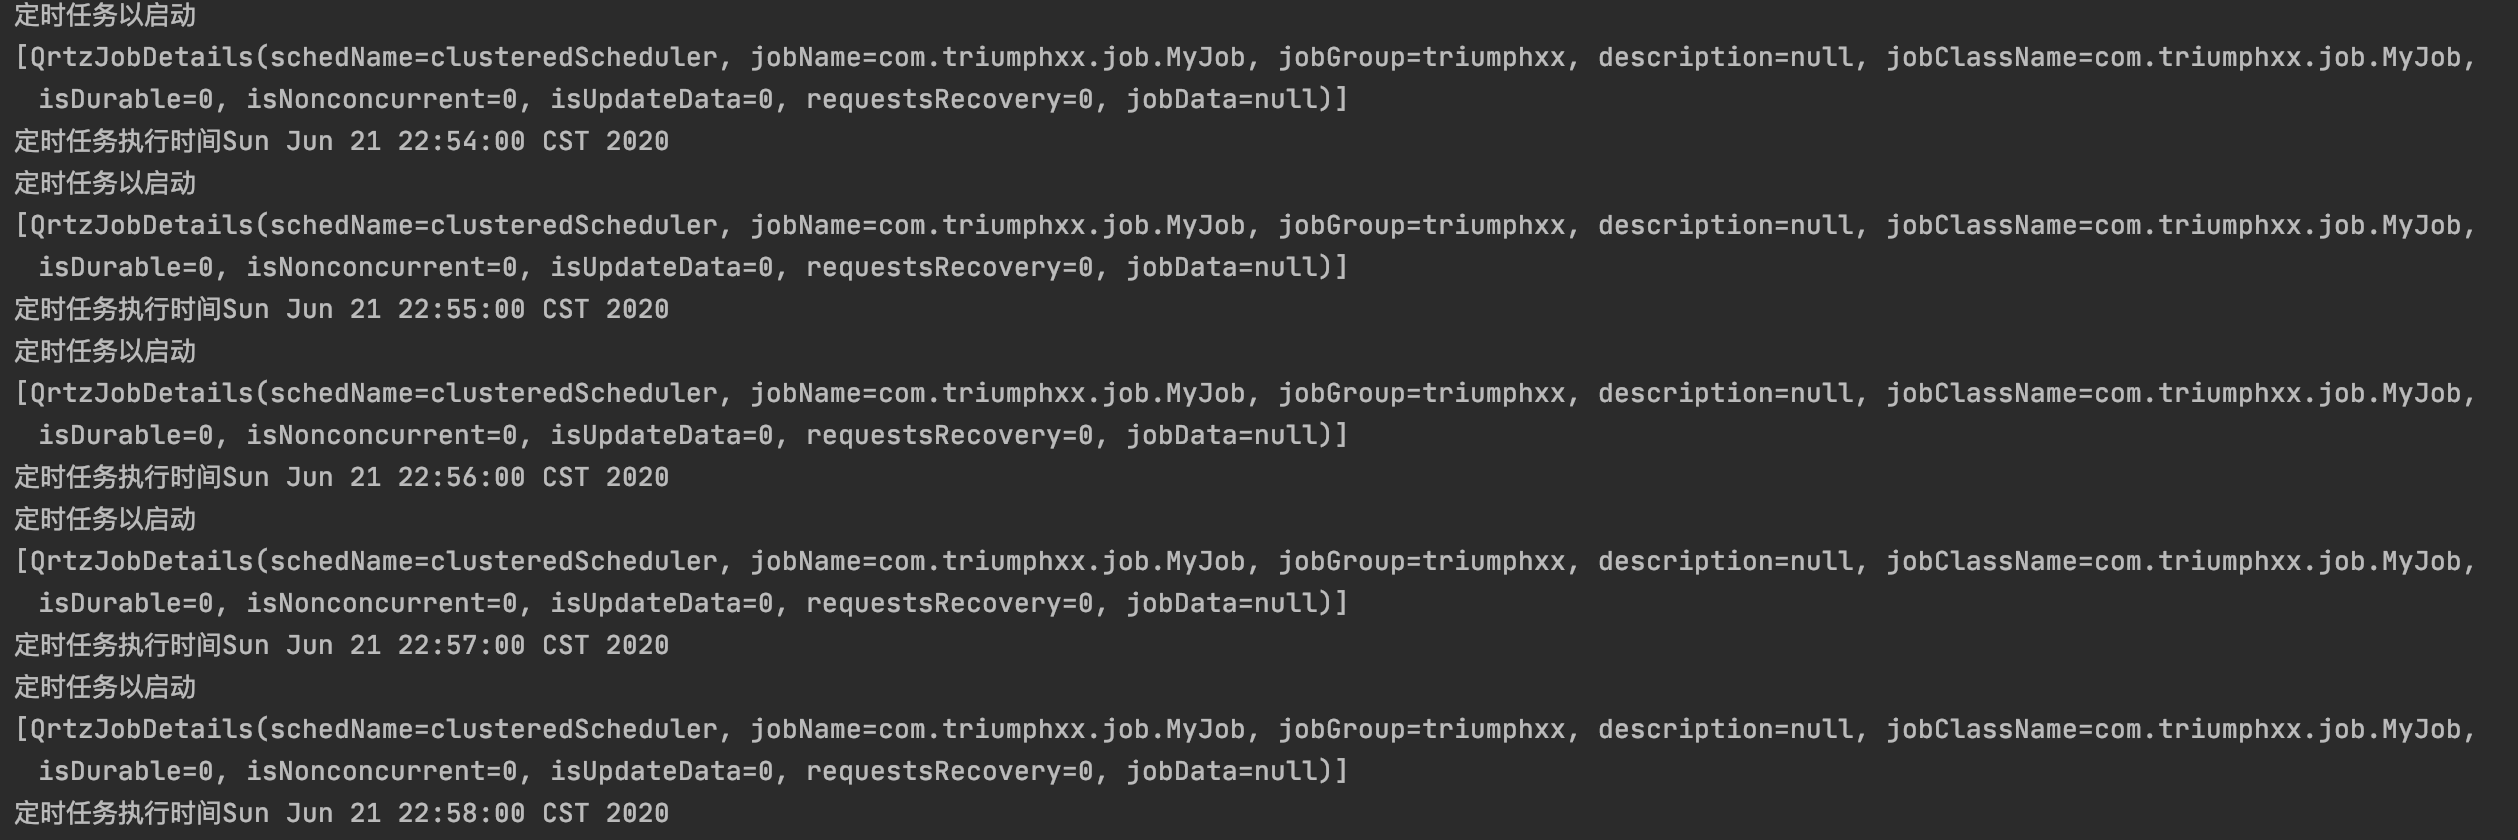 定时任务以启动
[QrtzJobDetails(schedName=clusteredScheduler, jobName=com.triumphxx.job.MyJob, jobGroup=triumphxx, description=null, jobClassName=com.triumphxx.job.MyJob,
isDurable=0, isNonconcurrent=0, isUpdateData=0, requestsRecovery=0, jobData=null)]
定时任务执行时间Sun Jun 21 22:54:00 CST 2020
定时任务以启动
[QrtzJobDetails(schedName=clusteredScheduler, jobName=com.triumphxx.job.MyJob, jobGroup=triumphxx, description=null, jobClassName=com.triumphxx.job.MyJob,
isDurable=0, isNonconcurrent=0, isUpdateData=0, requestsRecovery=0, jobData=null)]
定时任务执行时间Sun Jun 21 22:55:00 CST 2020
定时任务以启动
[QrtzJobDetails(schedName=clusteredScheduler, jobName=com.triumphxx.job.MyJob, jobGroup=triumphxx, description=null, jobClassName=com.triumphxx.job.MyJob,
isDurable=0, isNonconcurrent=0, isUpdateData=0, requestsRecovery=0, jobData=null)]
定时任务执行时间Sun Jun 21 22:56:00 CST 2020
定时任务以启动
[QrtzJobDetails(schedName=clusteredScheduler, jobName=com.triumphxx.job.MyJob, jobGroup=triumphxx, description=null, jobClassName=com.triumphxx.job.MyJob,
isDurable=0, isNonconcurrent=0, isUpdateData=0, requestsRecovery=0, jobData=null)]
定时任务执行时间Sun Jun 21 22:57:00 CST 2020
定时任务以启动
[QrtzJobDetails(schedName=clusteredScheduler, jobName=com.triumphxx.job.MyJob, jobGroup=triumphxx, description=null, jobClassName=com.triumphxx.job.MyJob,
isDurable=0, isNonconcurrent=0, isUpdateData=0, requestsRecovery=0, jobData=null)]
定时任务执行时间Sun Jun 21 22:58:00 CST 2020